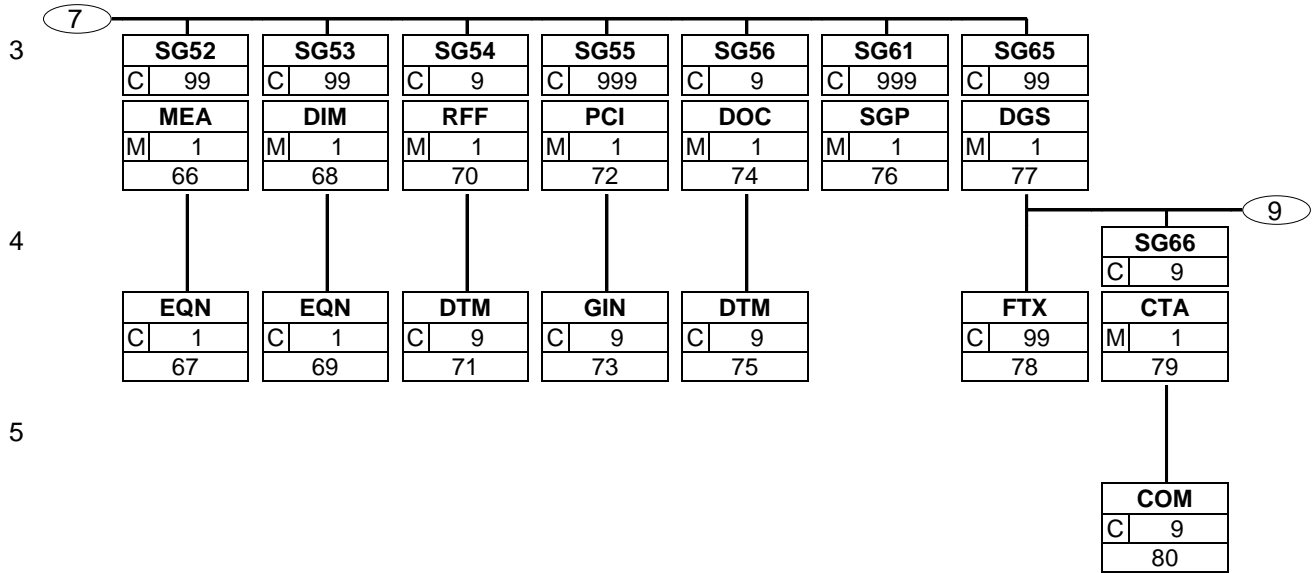 7
3
SG52 SG53 SG54 SG55 SG56 SG61 SG65
C 99 C 99 C 9 C 999 C 9 C 999 C 99
MEA DIM RFF PCI DOC SGP DGS
M 1 M 1 M 1 M 1 M 1 M 1 M 1
66 68 70 72 74 76 77
9
4
SG66
C 9
EQN EQN DTM GIN DTM FTX CTA
C 1 C 1 C 9 C 9 C 9 C 99 M 1
67 69 71 73 75 78 79
5
COM
C 9
80